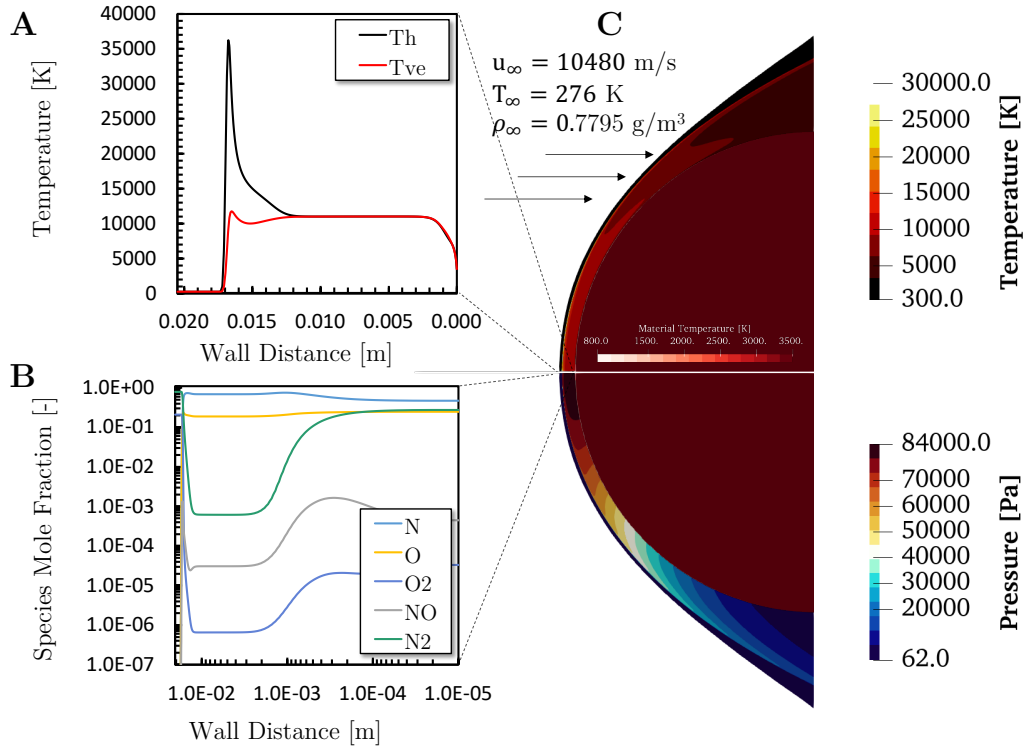 A
Temperature [K]
40000
35000
30000
25000
20000
15000
10000
5000
0
Th
Tve
0.020 0.015 0.010 0.005 0.000
Wall Distance [m]
B
Species Mole Fraction [-]
1.0E+00
1.0E-01
1.0E-02
1.0E-03
1.0E-04
1.0E-05
1.0E-06
1.0E-07
N
O
O2
NO
N2
1.0E-02 1.0E-03 1.0E-04 1.0E-05
Wall Distance [m]
C
u∞ = 10480 m/s
T∞ = 276 K
ρ∞ = 0.7795 g/m³
Material Temperature [K]
800.0 1500. 2000. 2500. 3000. 3500.
30000.0
25000
20000
15000
10000
5000
300.0
Temperature [K]
84000.0
70000
60000
50000
40000
30000
20000
62.0
Pressure [Pa]